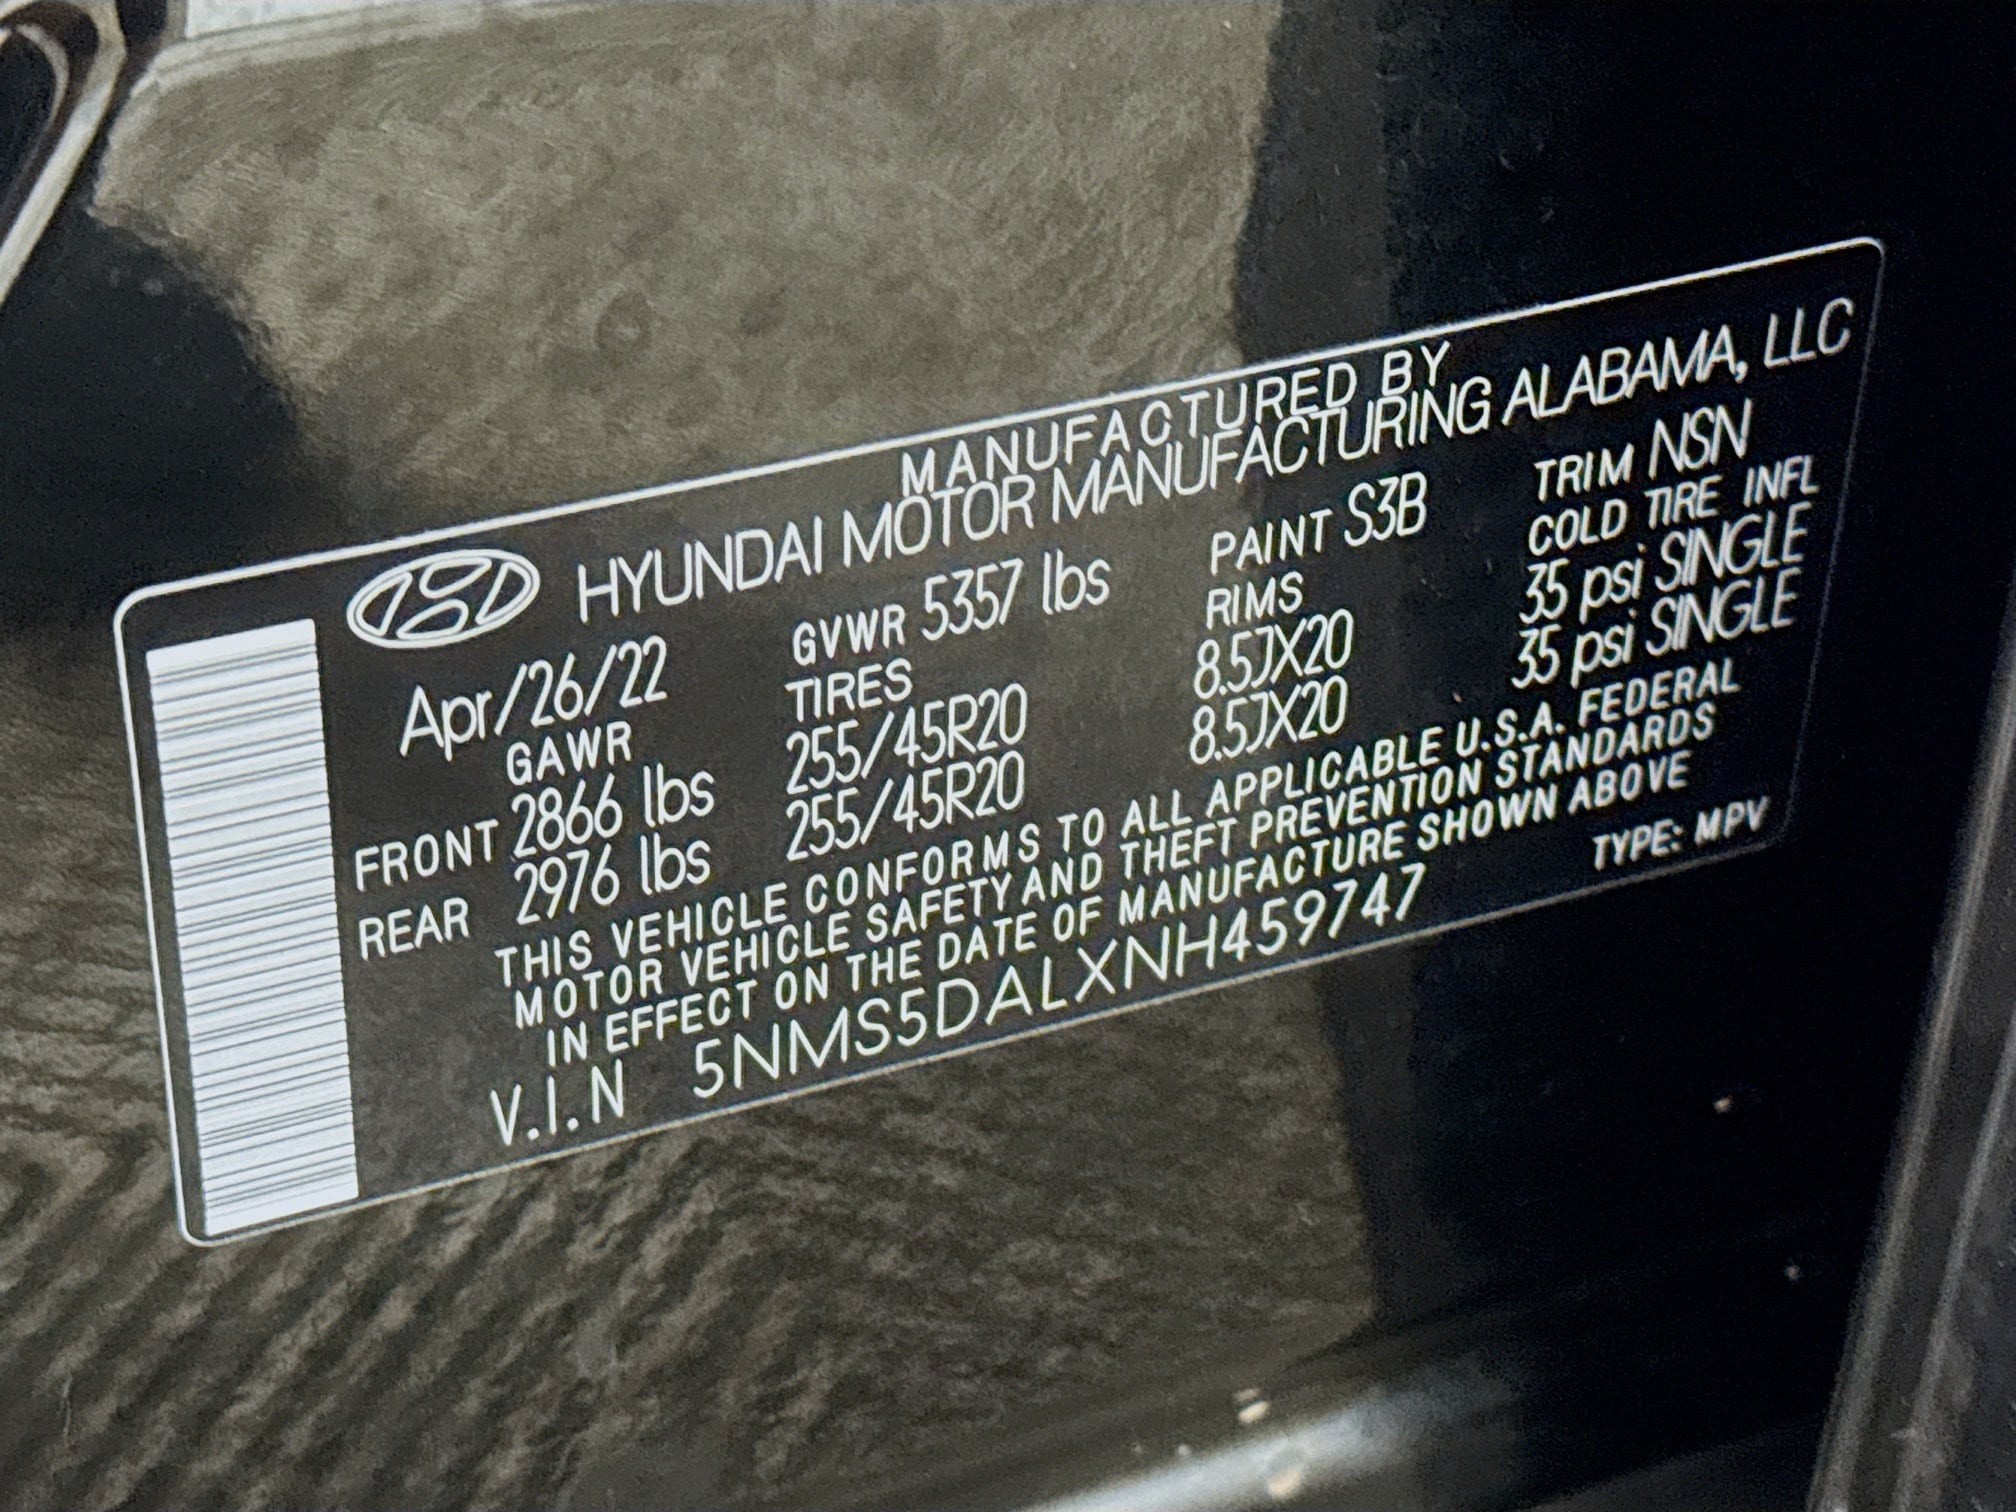 MANUFACTURED BY
HYUNDAI MOTOR MANUFACTURING ALABAMA, LLC
Apr/26/22 GVWR 5357 lbs PAINT S3B TRIM NSN
GAWR TIRES RIMS COLD TIRE INFL
FRONT 2866 lbs 255/45R20 8.5JX20 35 psi SINGLE
REAR 2976 lbs 255/45R20 8.5JX20 35 psi SINGLE
THIS VEHICLE CONFORMS TO ALL APPLICABLE U.S.A. FEDERAL
MOTOR VEHICLE SAFETY AND THEFT PREVENTION STANDARDS
IN EFFECT ON THE DATE OF MANUFACTURE SHOWN ABOVE
V.I.N 5NMS5DALXNH459747 TYPE: MPV